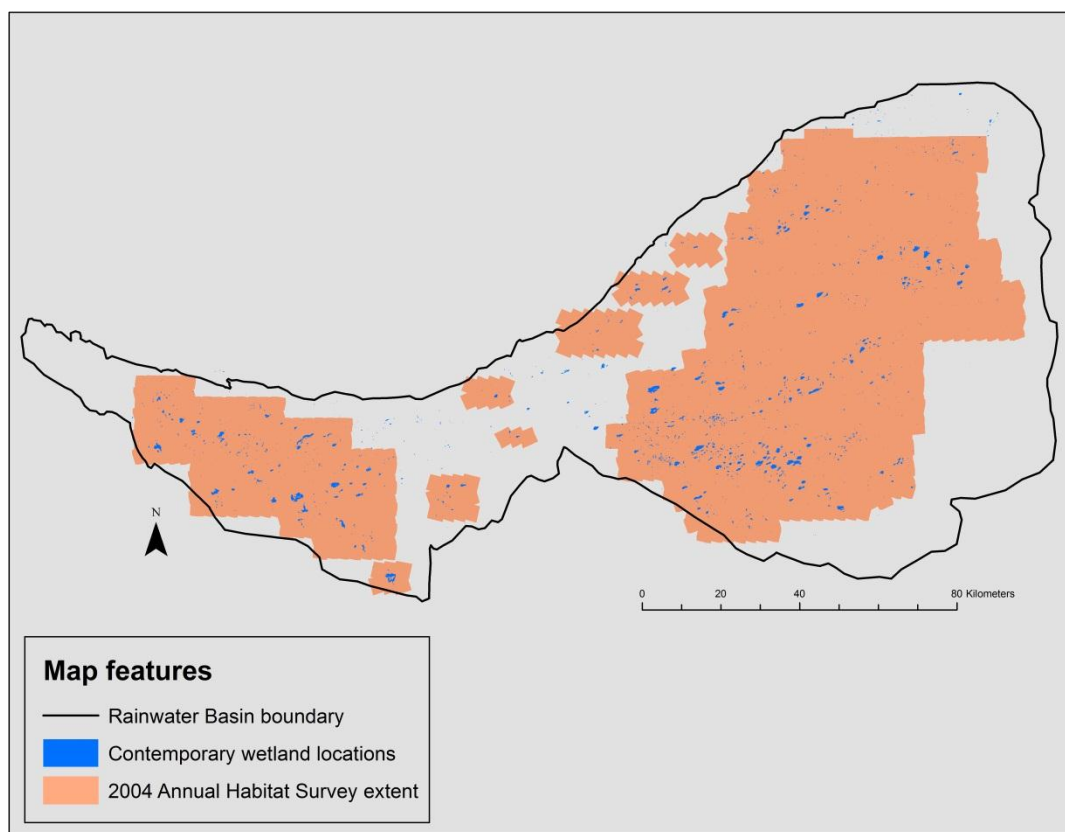 N
0 20 40 80 Kilometers
Map features
Rainwater Basin boundary
Contemporary wetland locations
2004 Annual Habitat Survey extent